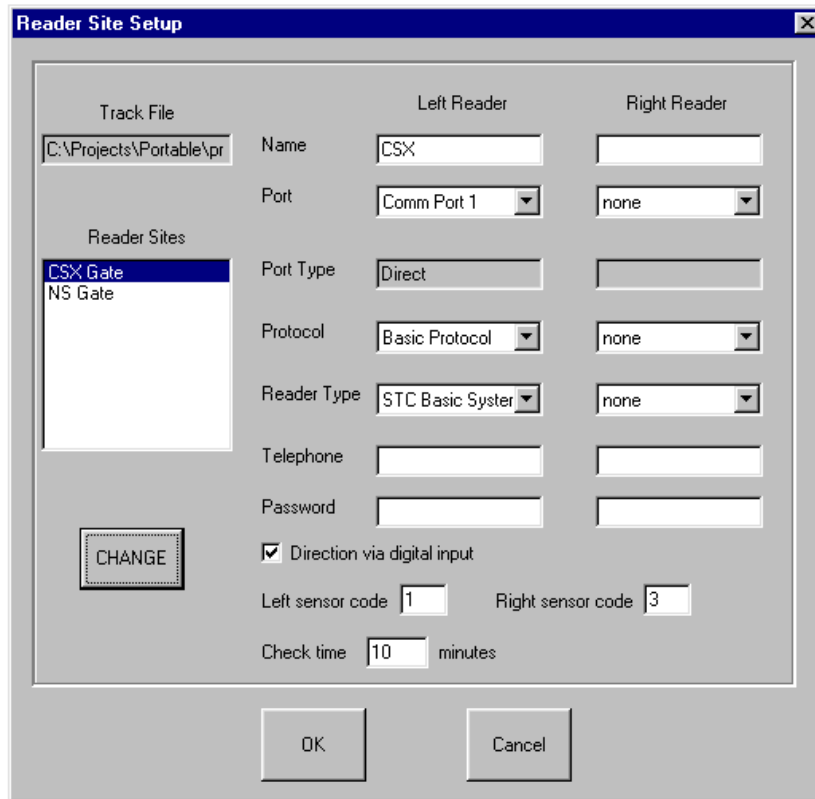 Reader Site Setup
Left Reader Right Reader
Track File
C:\Projects\Portable\pr
Name CSX
Port Comm Port 1 none
Reader Sites
CSX Gate
NS Gate
Port Type Direct
Protocol Basic Protocol none
Reader Type STC Basic Syster none
Telephone
Password
CHANGE
Direction via digital input
Left sensor code 1 Right sensor code 3
Check time 10 minutes
OK Cancel